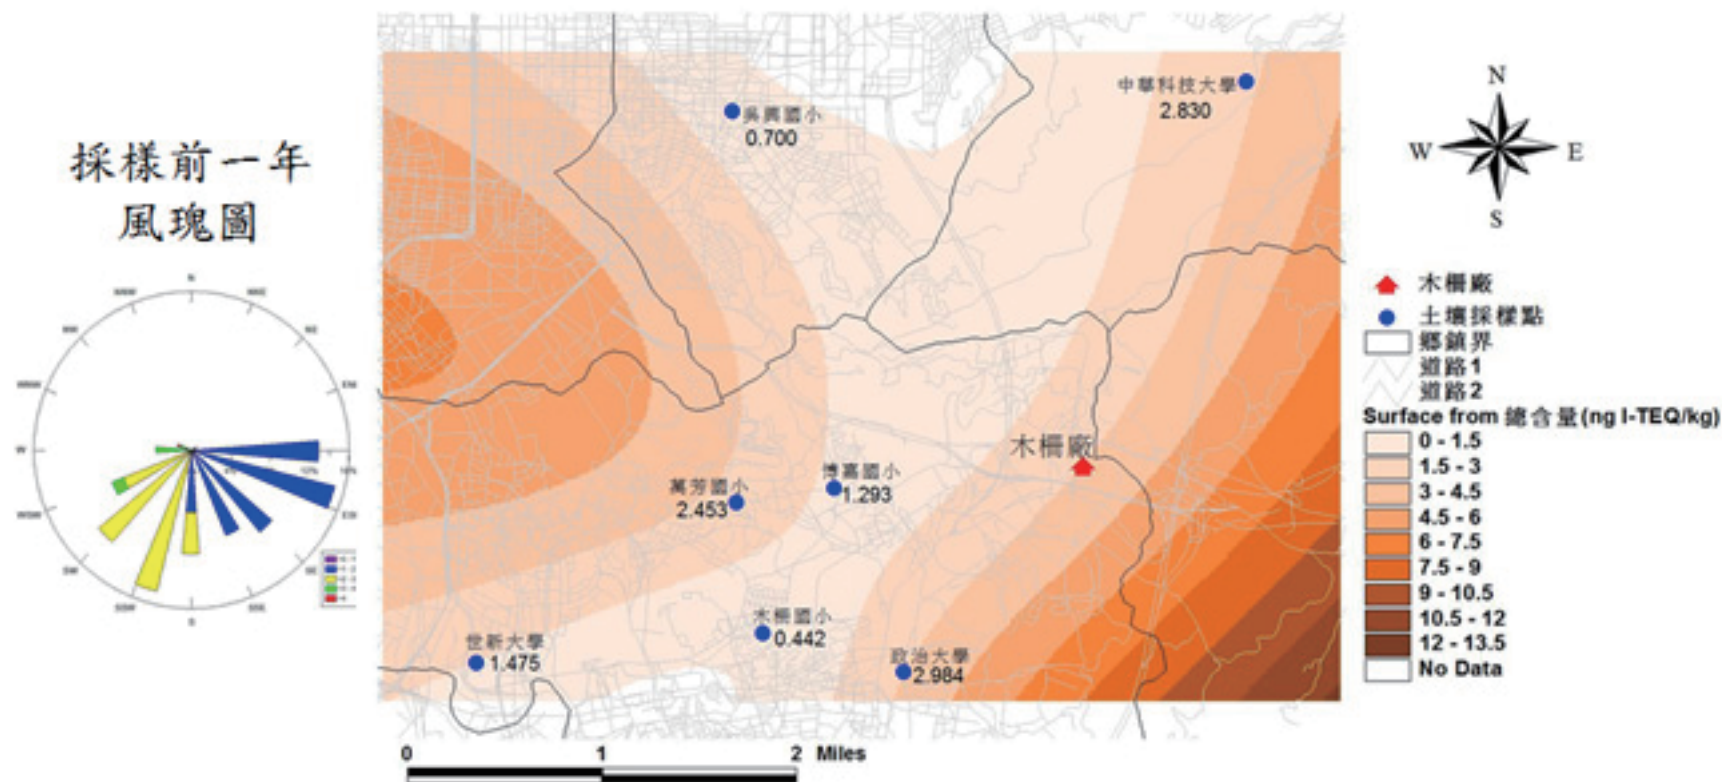 採樣前一年
風瑰圖
N
W
S
吳興國小
0.700
中華科技大學
2.830
木柵廠
萬芳國小
2.453
博嘉國小
1.293
世新大學
1.475
木柵國小
0.442
政治大學
2.984
0 1 2 Miles
N
W E
S
木柵廠
土壤採樣點
鄉鎮界
道路1
道路2
Surface from 總含量(ng I-TEQ/kg)
0 - 1.5
1.5 - 3
3 - 4.5
4.5 - 6
6 - 7.5
7.5 - 9
9 - 10.5
10.5 - 12
12 - 13.5
No Data